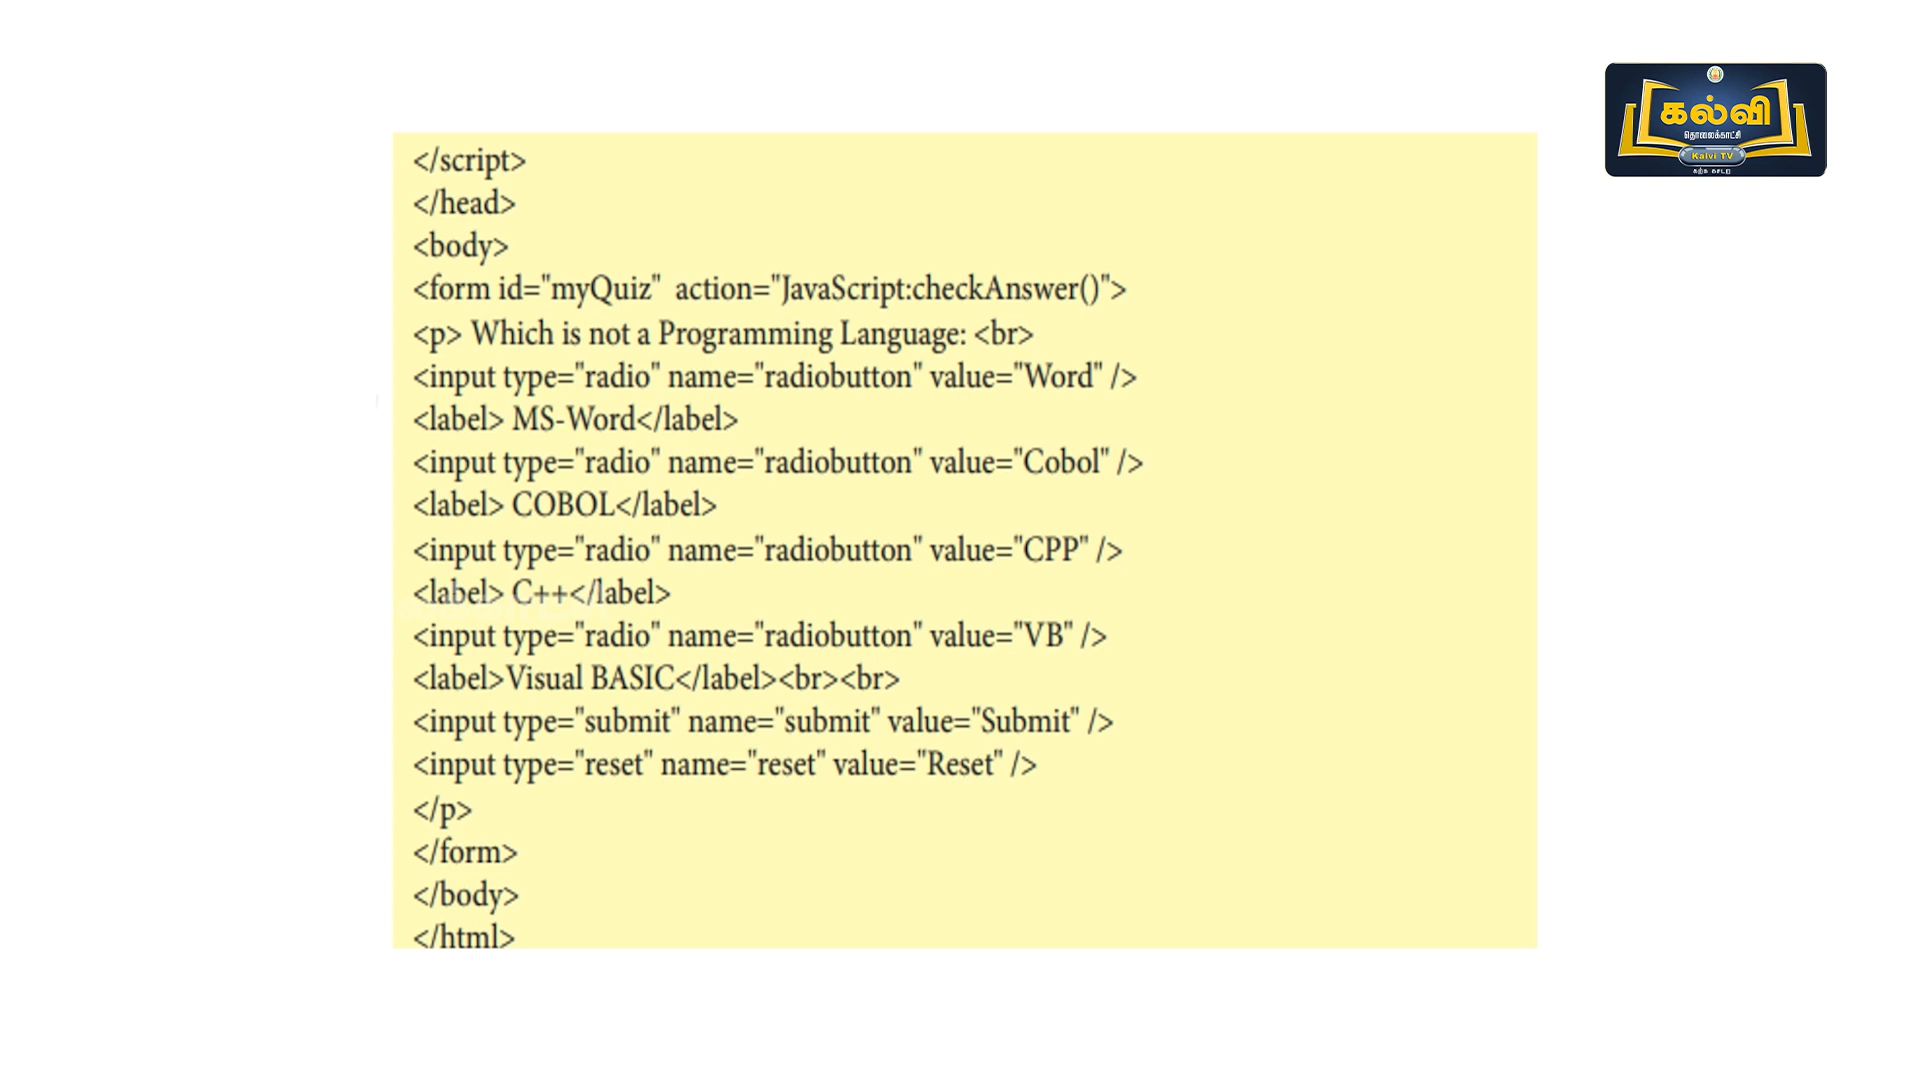 </script>
</head>
<body>
<form id="myQuiz"  action="JavaScript:checkAnswer()">
<p> Which is not a Programming Language: <br>
<input type="radio" name="radiobutton" value="Word" />
<label> MS-Word</label>
<input type="radio" name="radiobutton" value="Cobol" />
<label> COBOL</label>
<input type="radio" name="radiobutton" value="CPP" />
<label> C++</label>
<input type="radio" name="radiobutton" value="VB" />
<label>Visual BASIC</label><br><br>
<input type="submit" name="submit" value="Submit" />
<input type="reset" name="reset" value="Reset" />
</p>
</form>
</body>
</html>
கல்வி
தொலைக்காட்சி
Kalvi TV
கற்க கசடற